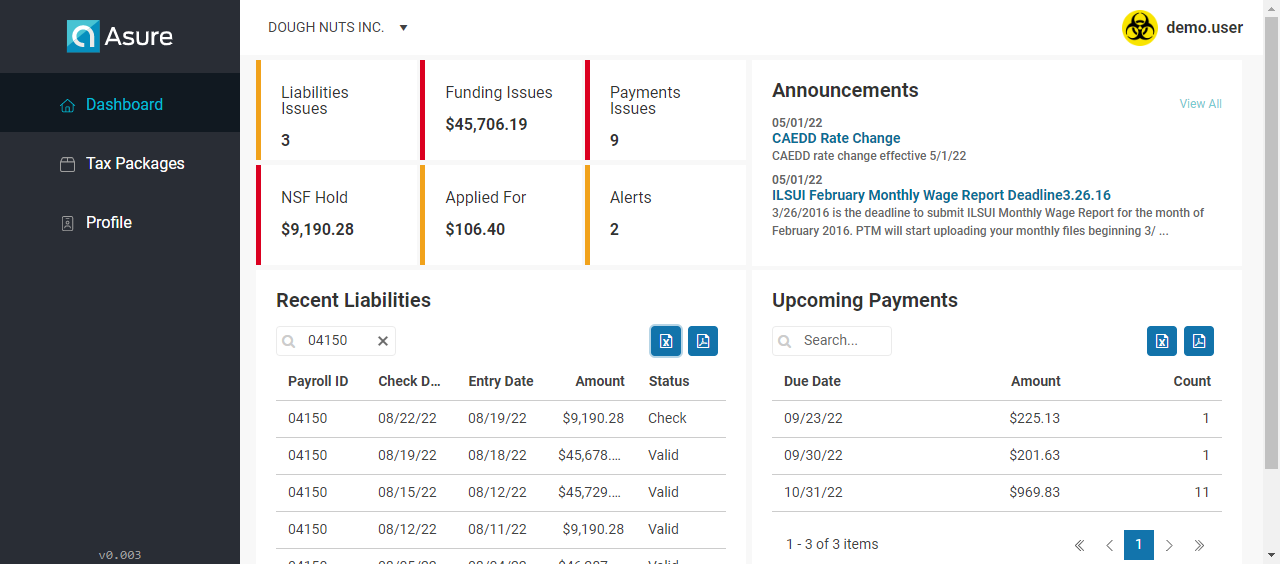 Asure
DOUGH NUTS INC.
demo.user
Dashboard
Tax Packages
Profile
v0.003
Liabilities
Issues
3
Funding Issues
$45,706.19
Payments
Issues
9
NSF Hold
$9,190.28
Applied For
$106.40
Alerts
2
Announcements
View All
05/01/22
CAEDD Rate Change
CAEDD rate change effective 5/1/22
05/01/22
ILSUI February Monthly Wage Report Deadline3.26.16
3/26/2016 is the deadline to submit ILSUI Monthly Wage Report for the month of
February 2016. PTM will start uploading your monthly files beginning 3/ ...
Recent Liabilities
04150
Payroll ID Check D... Entry Date Amount Status
04150 08/22/22 08/19/22 $9,190.28 Check
04150 08/19/22 08/18/22 $45,678.... Valid
04150 08/15/22 08/12/22 $45,729.... Valid
04150 08/12/22 08/11/22 $9,190.28 Valid
Upcoming Payments
Search...
Due Date Amount Count
09/23/22 $225.13 1
09/30/22 $201.63 1
10/31/22 $969.83 11
1 - 3 of 3 items
1